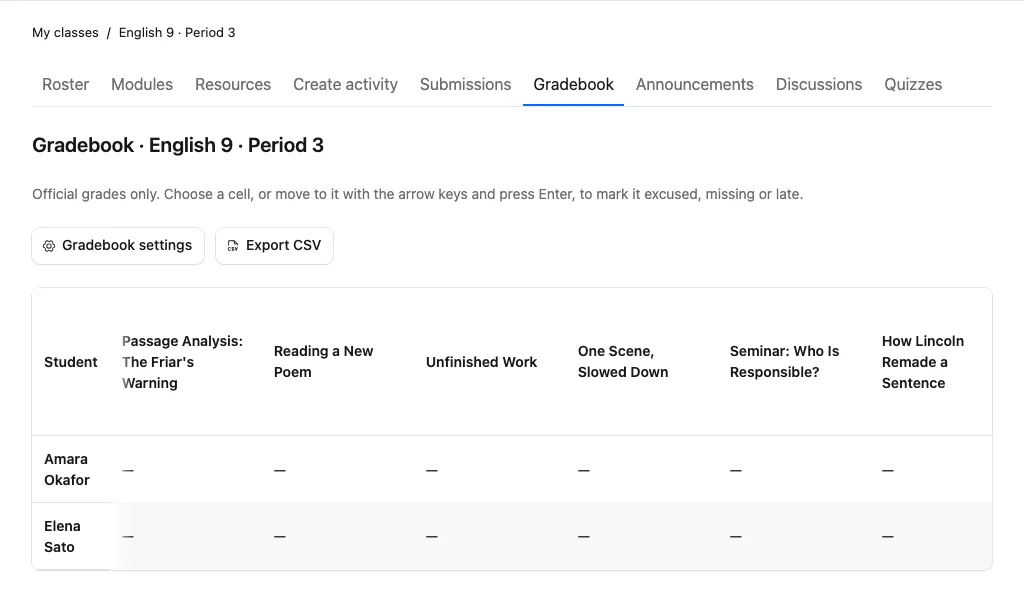 My classes / English 9 · Period 3
Roster Modules Resources Create activity Submissions Gradebook Announcements Discussions Quizzes
Gradebook · English 9 · Period 3
Official grades only. Choose a cell, or move to it with the arrow keys and press Enter, to mark it excused, missing or late.
Gradebook settings
CSV Export CSV
Student
Passage Analysis:
The Friar's
Warning
Reading a New
Poem
Unfinished Work
One Scene,
Slowed Down
Seminar: Who Is
Responsible?
How Lincoln
Remade a
Sentence
Amara
Okafor
— — — — — —
Elena
Sato
— — — — — —